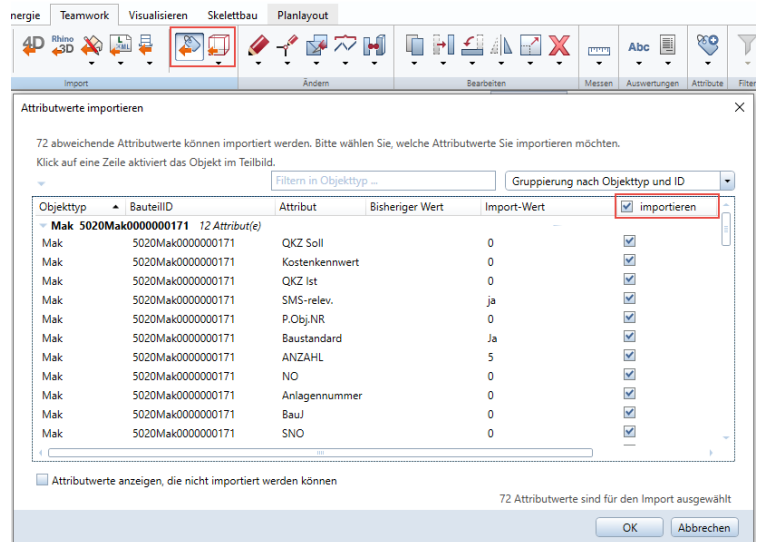 nergie Teamwork Visualisieren Skelettbau Planlayout
4D Rhino 3D XML Abc
Import Ändern Bearbeiten Messen Auswertungen Attribute Filter
Attributwerte importieren
72 abweichende Attributwerte können importiert werden. Bitte wählen Sie, welche Attributwerte Sie importieren möchten.
Klick auf eine Zeile aktiviert das Objekt im Teilbild.
Filtern in Objekttyp ... Gruppierung nach Objekttyp und ID
Objekttyp BauteilID Attribut Bisheriger Wert Import-Wert importieren
Mak 5020Mak0000000171 12 Attribut(e)
Mak 5020Mak0000000171 QKZ Soll 0
Mak 5020Mak0000000171 Kostenkennwert 0
Mak 5020Mak0000000171 QKZ Ist 0
Mak 5020Mak0000000171 SMS-relev. ja
Mak 5020Mak0000000171 P.Obj.NR 0
Mak 5020Mak0000000171 Baustandard Ja
Mak 5020Mak0000000171 ANZAHL 5
Mak 5020Mak0000000171 NO 0
Mak 5020Mak0000000171 Anlagennummer 0
Mak 5020Mak0000000171 BauJ 0
Mak 5020Mak0000000171 SNO 0
Attributwerte anzeigen, die nicht importiert werden können
72 Attributwerte sind für den Import ausgewählt
OK Abbrechen